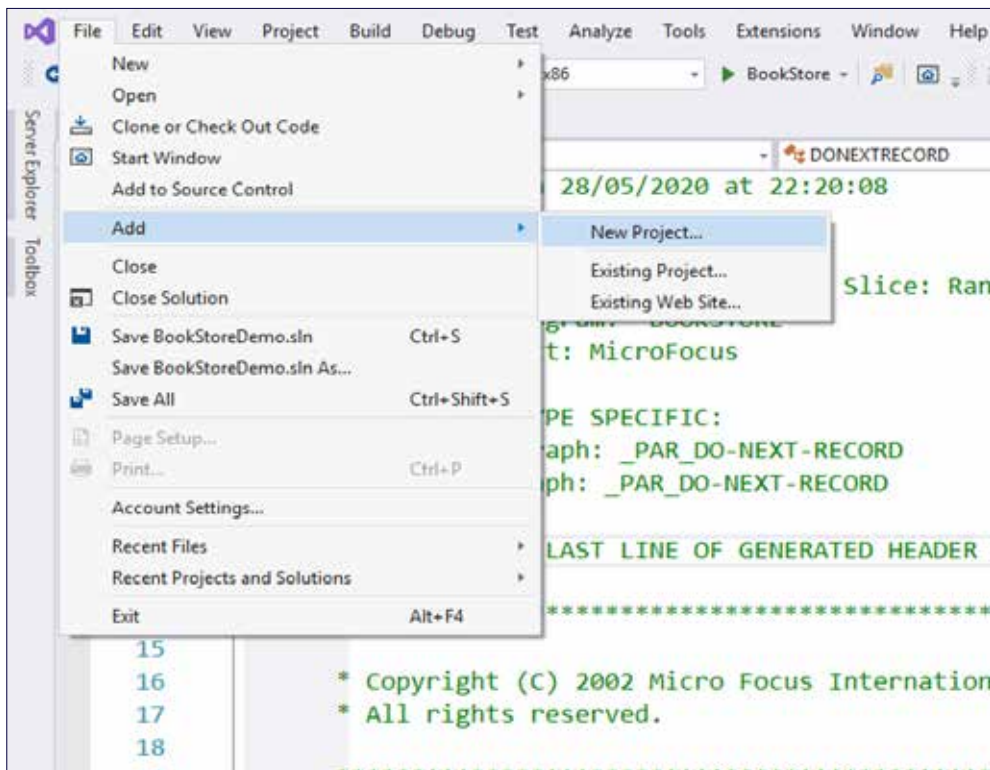 File Edit View Project Build Debug Test Analyze Tools Extensions Window Help
New
Open
Clone or Check Out Code
Start Window
Add to Source Control
Add
Close
Close Solution
Save BookStoreDemo.sln Ctrl+S
Save BookStoreDemo.sln As...
Save All Ctrl+Shift+S
Page Setup...
Print... Ctrl+P
Account Settings...
Recent Files
Recent Projects and Solutions
Exit Alt+F4
New Project...
Existing Project...
Existing Web Site...
x86 BookStore
Server Explorer
Toolbox
DONEXTRECORD
28/05/2020 at 22:20:08
Slice: Ran
gram: BOOKSTORE
t: MicroFocus
PE SPECIFIC:
aph: _PAR_DO-NEXT-RECORD
ph: _PAR_DO-NEXT-RECORD
LAST LINE OF GENERATED HEADER
*******************************
15
16 * Copyright (C) 2002 Micro Focus Internation
17 * All rights reserved.
18